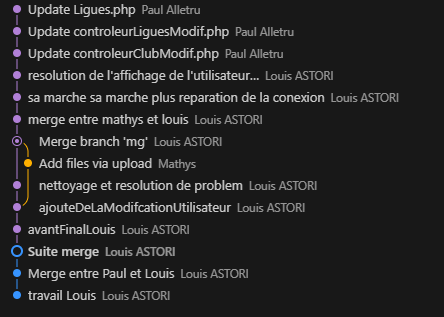 Update Ligues.php Paul Alletru
Update controleurLiguesModif.php Paul Alletru
Update controleurClubModif.php Paul Alletru
resolution de l'affichage de l'utilisateur... Louis ASTORI
sa marche sa marche plus reparation de la conexion Louis ASTORI
merge entre mathys et louis Louis ASTORI
Merge branch 'mg' Louis ASTORI
Add files via upload Mathys
nettoyage et resolution de problem Louis ASTORI
ajouteDeLaModifcationUtilisateur Louis ASTORI
avantFinalLouis Louis ASTORI
Suite merge Louis ASTORI
Merge entre Paul et Louis Louis ASTORI
travail Louis Louis ASTORI